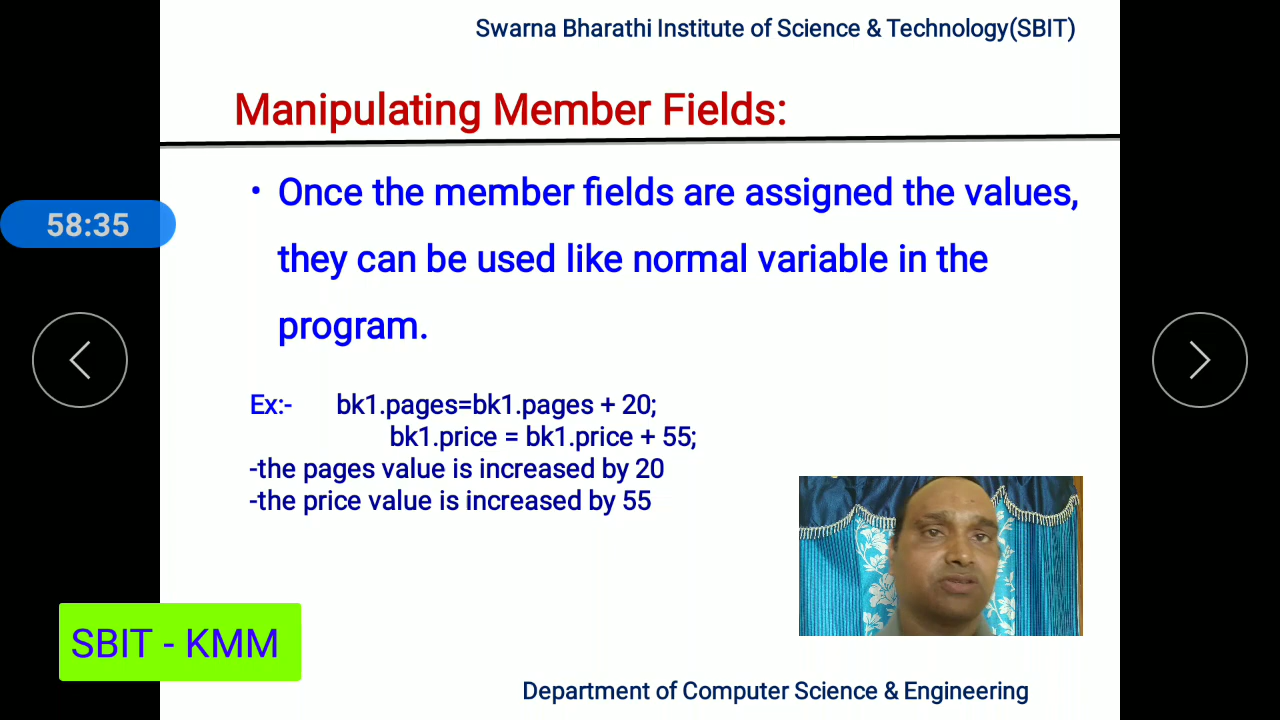 Swarna Bharathi Institute of Science & Technology(SBIT)
Manipulating Member Fields:
• Once the member fields are assigned the values,
they can be used like normal variable in the
program.
58:35
Ex:- bk1.pages=bk1.pages + 20;
bk1.price = bk1.price + 55;
-the pages value is increased by 20
-the price value is increased by 55
SBIT - KMM
Department of Computer Science & Engineering